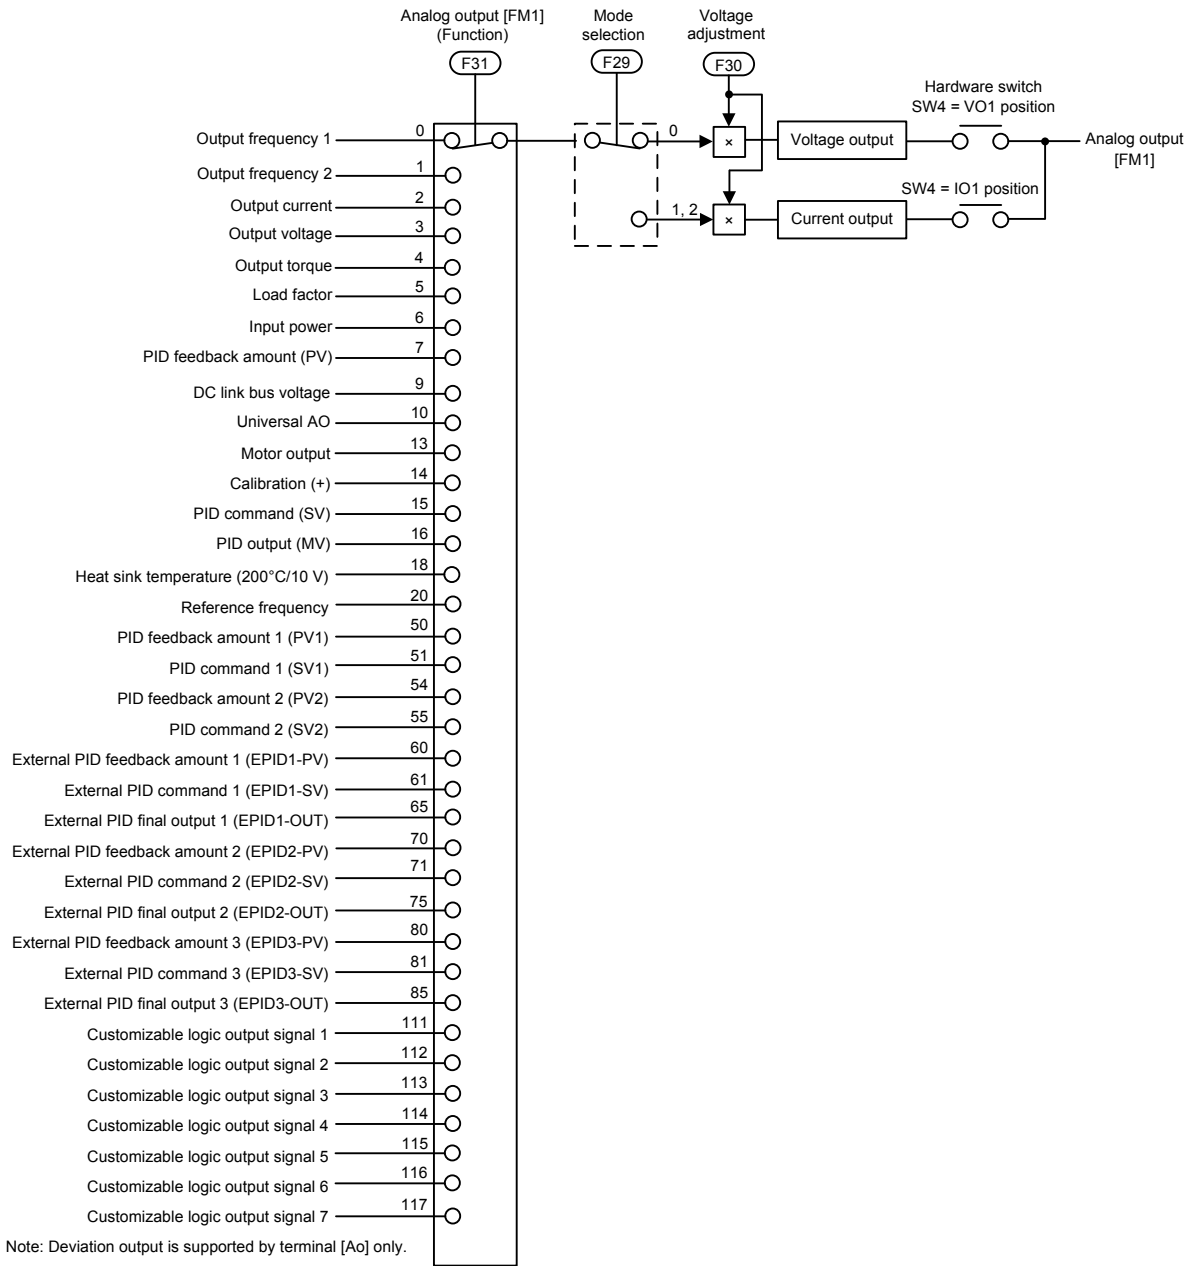 Analog output [FM1]
(Function)
Mode
selection
Voltage
adjustment
F31
F29
F30
Hardware switch
SW4 = VO1 position
Output frequency 1
0
0
×
Voltage output
Analog output
[FM1]
Output frequency 2
1
SW4 = IO1 position
Output current
2
1, 2
×
Current output
Output voltage
3
Output torque
4
Load factor
5
Input power
6
PID feedback amount (PV)
7
DC link bus voltage
9
Universal AO
10
Motor output
13
Calibration (+)
14
PID command (SV)
15
PID output (MV)
16
Heat sink temperature (200°C/10 V)
18
Reference frequency
20
PID feedback amount 1 (PV1)
50
PID command 1 (SV1)
51
PID feedback amount 2 (PV2)
54
PID command 2 (SV2)
55
External PID feedback amount 1 (EPID1-PV)
60
External PID command 1 (EPID1-SV)
61
External PID final output 1 (EPID1-OUT)
65
External PID feedback amount 2 (EPID2-PV)
70
External PID command 2 (EPID2-SV)
71
External PID final output 2 (EPID2-OUT)
75
External PID feedback amount 3 (EPID3-PV)
80
External PID command 3 (EPID3-SV)
81
External PID final output 3 (EPID3-OUT)
85
Customizable logic output signal 1
111
Customizable logic output signal 2
112
Customizable logic output signal 3
113
Customizable logic output signal 4
114
Customizable logic output signal 5
115
Customizable logic output signal 6
116
Customizable logic output signal 7
117
Note: Deviation output is supported by terminal [Ao] only.